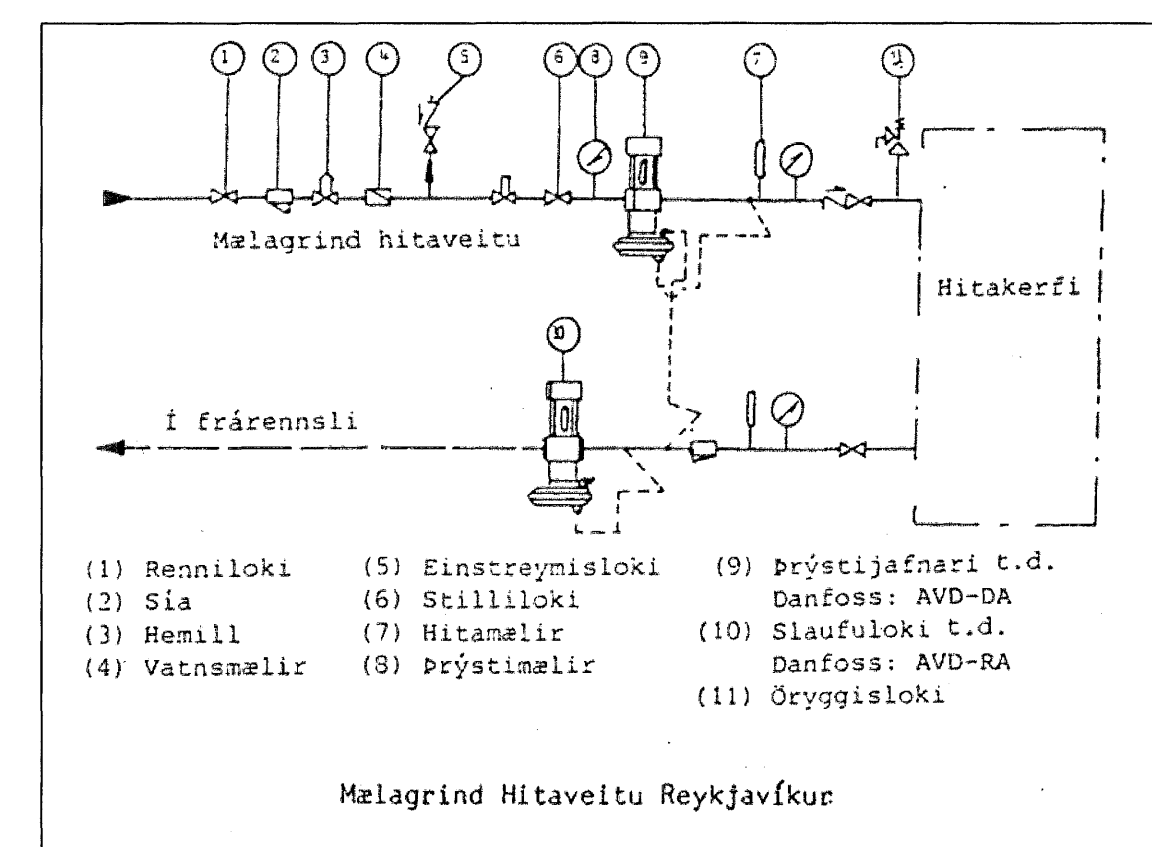 1 2 3 4 5 6 8 9 7 11
Mælagrind hitaveitu
Hitakerfi
10
Í frárennsli
(1) Renniloki
(2) Sía
(3) Hemill
(4) Vatnsmælir
(5) Einstreymisloki
(6) Stilliloki
(7) Hitamælir
(8) Þrýstimælir
(9) Þrýstijafnari t.d.
Danfoss: AVD-DA
(10) Slaufuloki t.d.
Danfoss: AVD-RA
(11) Öryggisloki
Mælagrind Hitaveitu Reykjavíkur